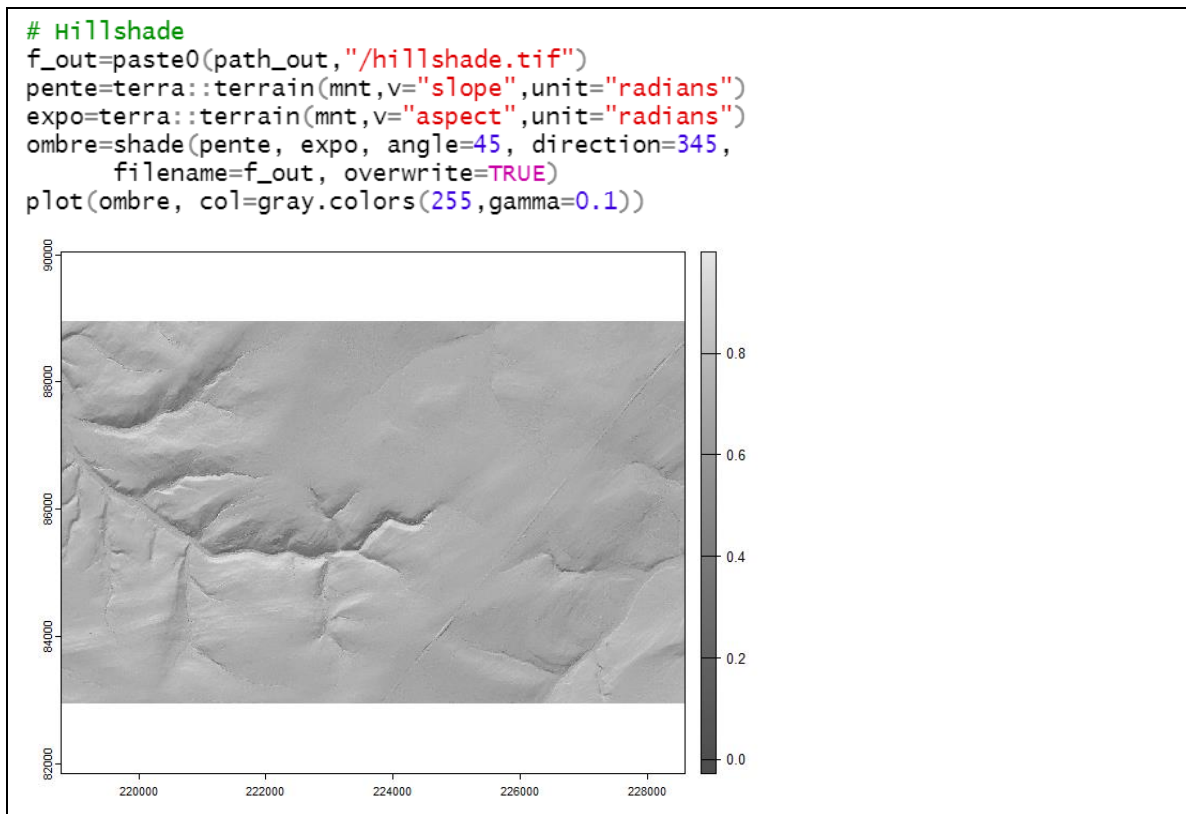 # Hillshade
f_out=paste0(path_out,"/hillshade.tif")
pente=terra::terrain(mnt,v="slope",unit="radians")
expo=terra::terrain(mnt,v="aspect",unit="radians")
ombre=shade(pente, expo, angle=45, direction=345,
filename=f_out, overwrite=TRUE)
plot(ombre, col=gray.colors(255,gamma=0.1))
90000
88000
86000
84000
82000
220000 222000 224000 226000 228000
0.8
0.6
0.4
0.2
0.0